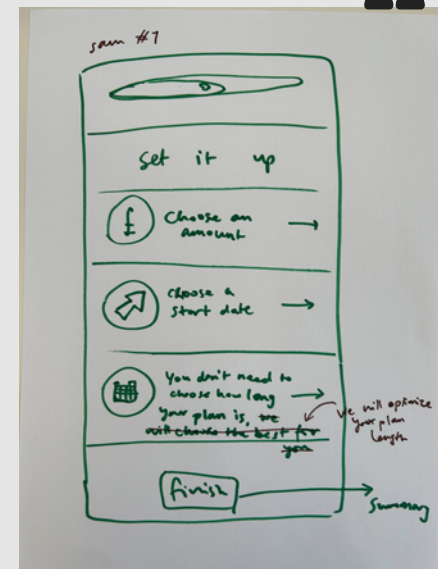 sam #1
set it up
£
Choose an
amount
choose a
start date
You don't need to
choose how long
your plan is, we
will choose the best for
you
we will optimize
your plan
length
finish
summary